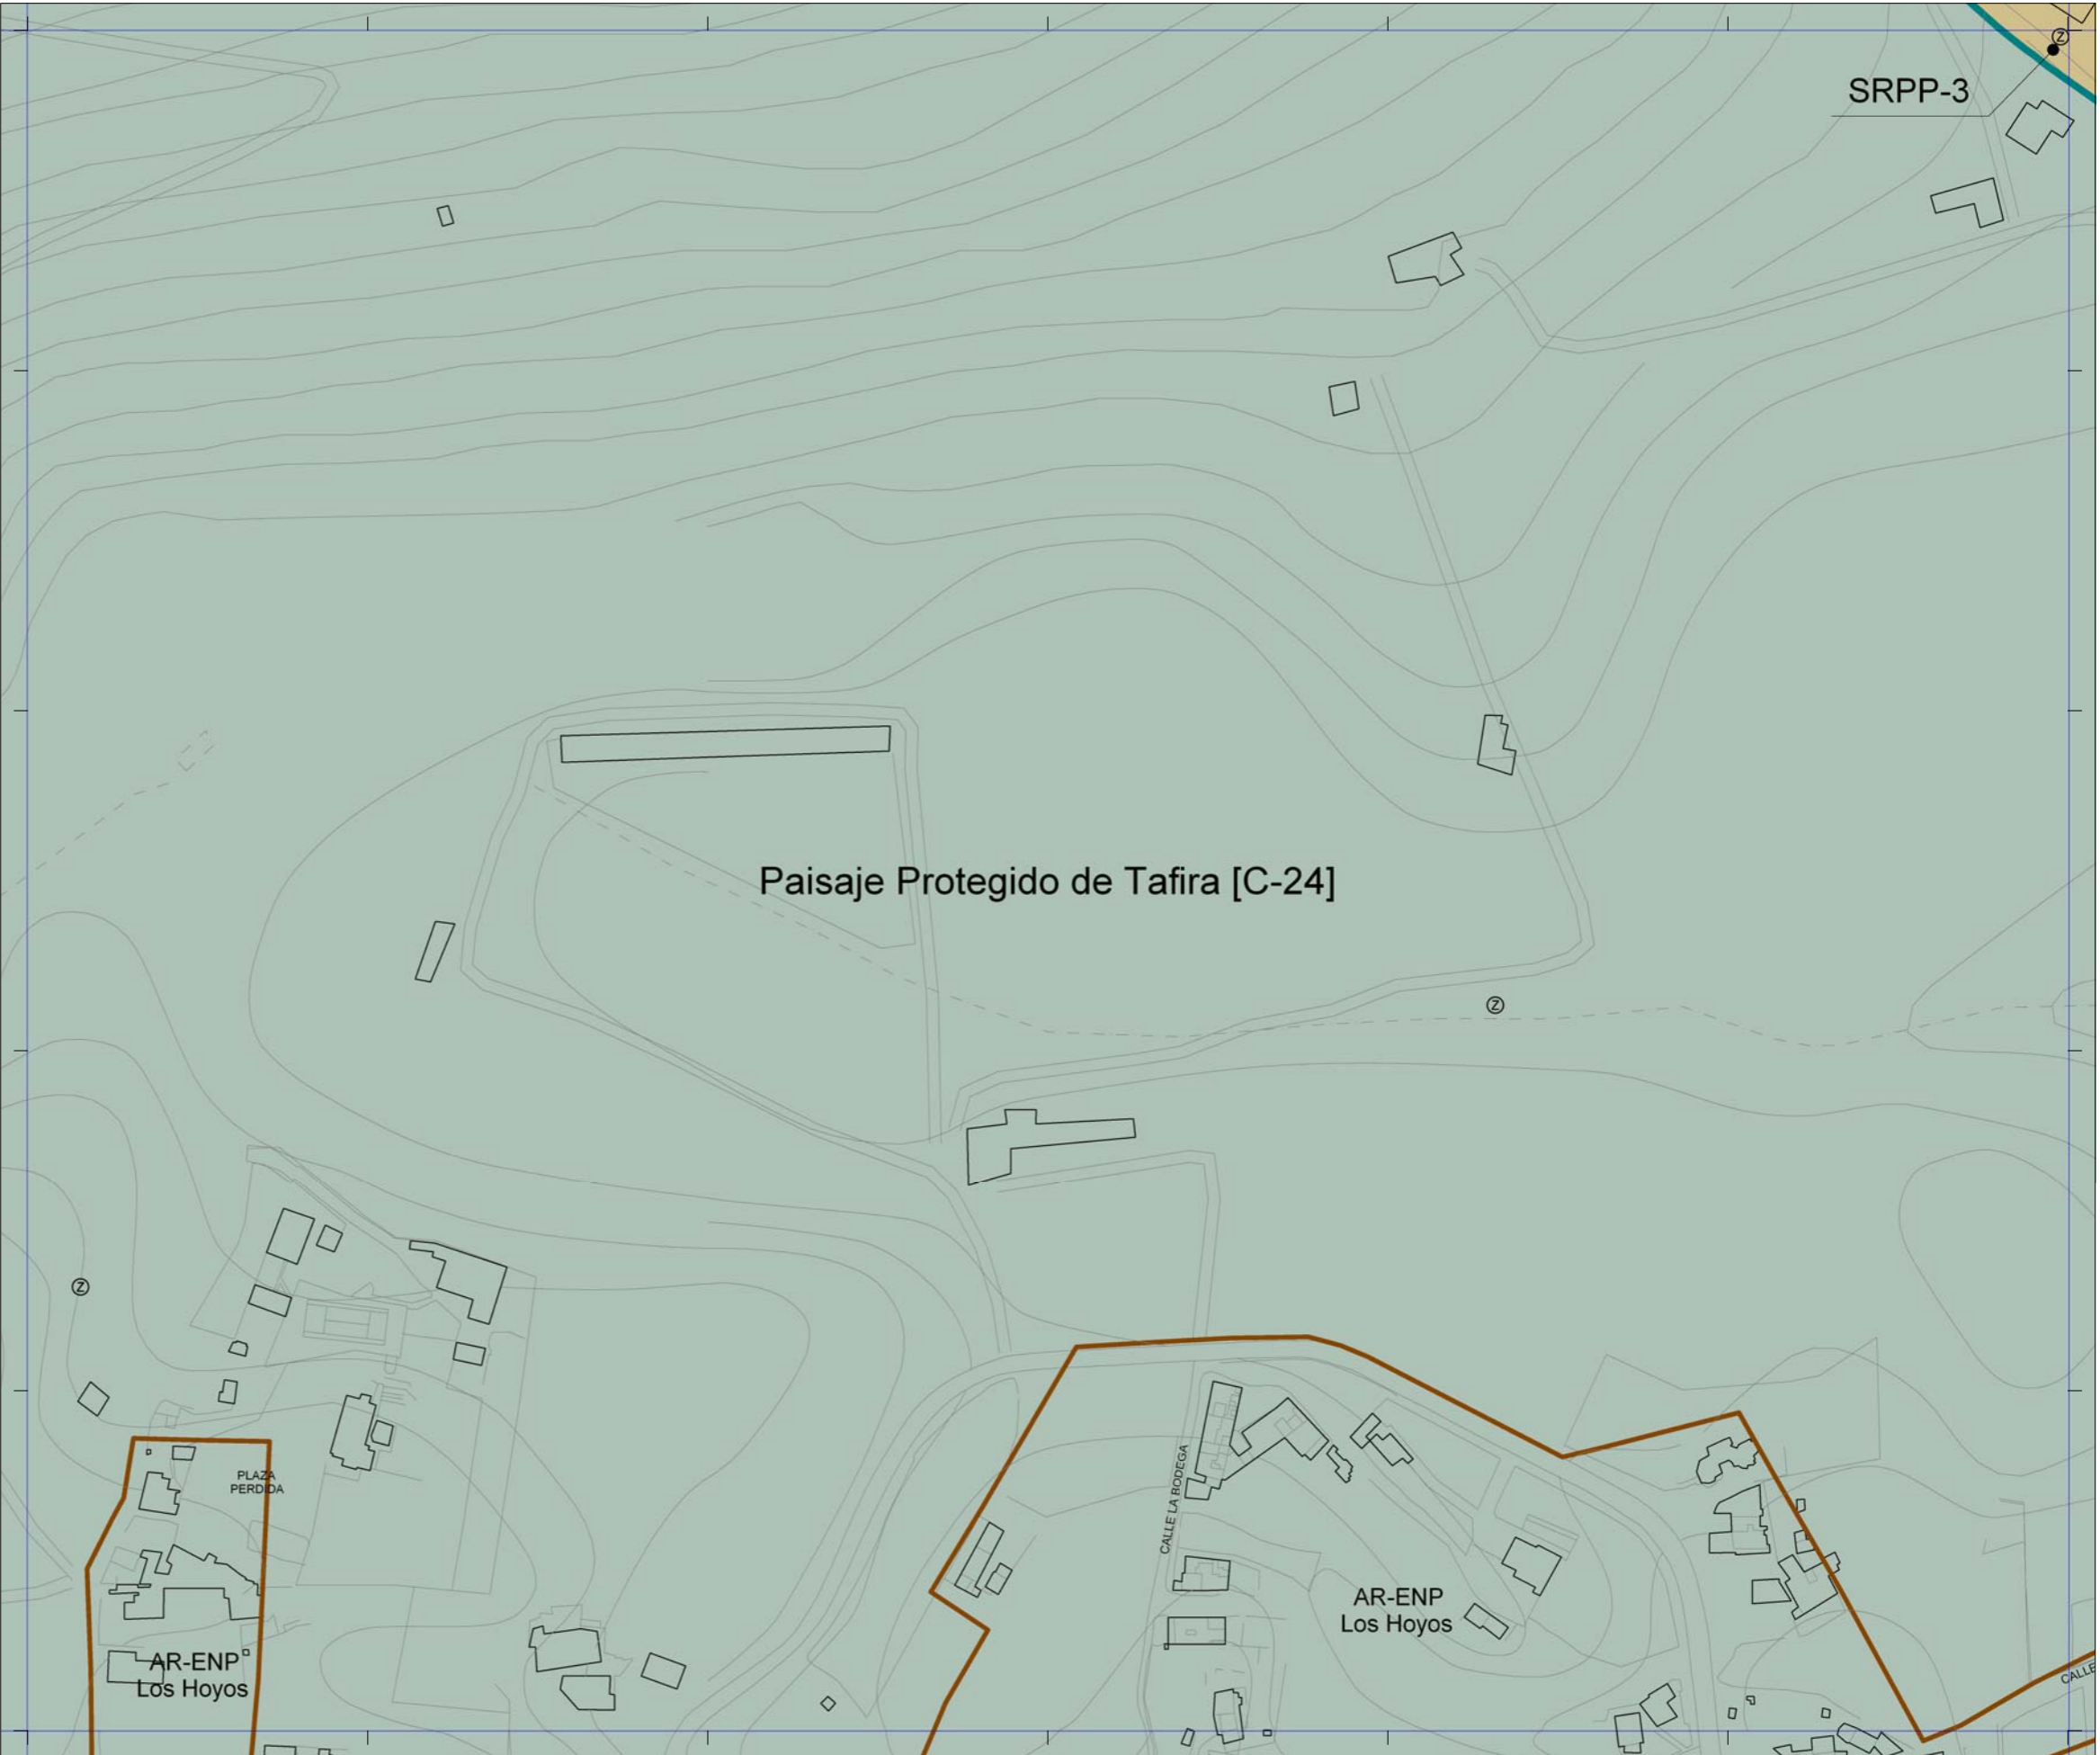 Ⓩ
SRPP-3
Paisaje Protegido de Tafira [C-24]
Ⓩ
Ⓩ
PLAZA
PERDIDA
CALLE LA BODEGA
AR-ENP
Los Hoyos
AR-ENP
Los Hoyos
CALLE